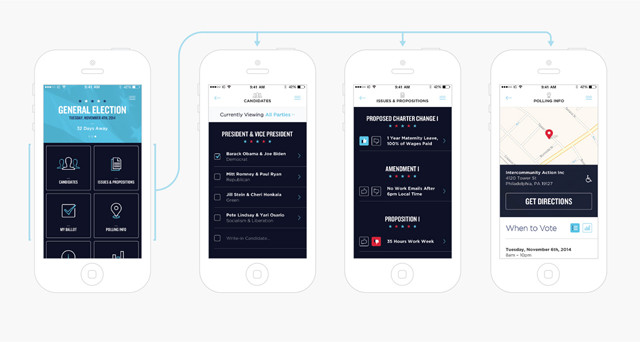 9:41 AM
42%
GENERAL ELECTION
TUESDAY, NOVEMBER 6TH, 2014
32 Days Away
CANDIDATES
ISSUES & PROPOSITIONS
MY BALLOT
POLLING INFO
9:41 AM
42%
CANDIDATES
Currently Viewing All Parties
PRESIDENT & VICE PRESIDENT
Barack Obama & Joe Biden
Democrat
Mitt Romney & Paul Ryan
Republican
Jill Stein & Cheri Honkala
Green
Pete Lindsay & Yari Osorio
Socialism & Liberation
Write in Candidate...
9:41 AM
42%
ISSUES & PROPOSITIONS
PROPOSED CHARTER CHANGE I
1 Year Maternity Leave,
100% of Wages Paid
AMENDMENT I
No Work Emails After
6pm Local Time
PROPOSITION I
35 Hours Work Week
9:41 AM
42%
POLLING INFO
Intercommunity Action Inc
4120 Tower St
Philadelphia, PA 19127
GET DIRECTIONS
When to Vote
Tuesday, November 6th, 2014
8am – 10pm